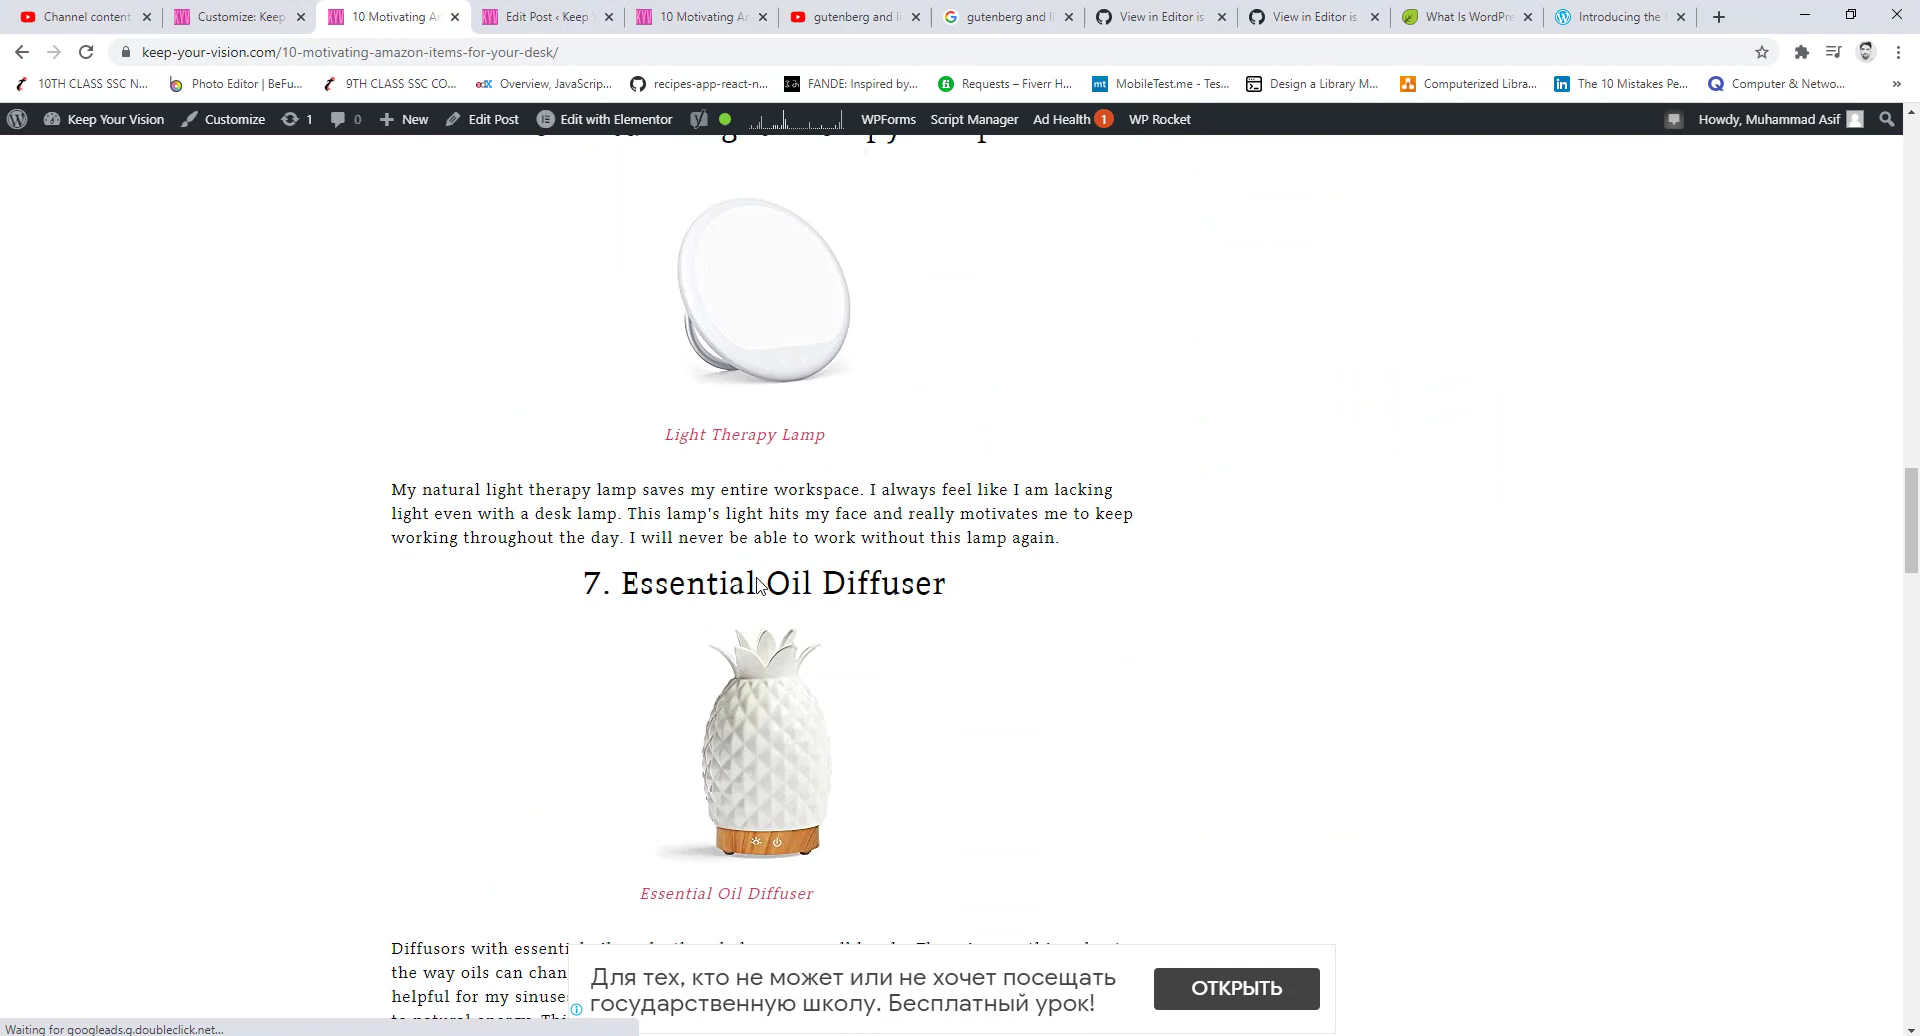 Channel content
Customize: Keep
10 Motivating A
Edit Post ‹ Keep
10 Motivating A
gutenberg and
gutenberg and
View in Editor is
View in Editor is
What Is WordPre
Introducing the
keep-your-vision.com/10-motivating-amazon-items-for-your-desk/
10TH CLASS SSC N...
Photo Editor | BeFu...
9TH CLASS SSC CO...
Overview, JavaScrip...
recipes-app-react-n...
FANDE: Inspired by...
Requests – Fiverr H...
MobileTest.me - Tes...
Design a Library M...
Computerized Libra...
The 10 Mistakes Pe...
Computer & Netwo...
»
Keep Your Vision
Customize
1
0
New
Edit Post
Edit with Elementor
WPForms
Script Manager
Ad Health 1
WP Rocket
Howdy, Muhammad Asif
Light Therapy Lamp
My natural light therapy lamp saves my entire workspace. I always feel like I am lacking
light even with a desk lamp. This lamp's light hits my face and really motivates me to keep
working throughout the day. I will never be able to work without this lamp again.
7. Essential Oil Diffuser
Essential Oil Diffuser
Diffusors with essenti
the way oils can chan
helpful for my sinuse
Для тех, кто не может или не хочет посещать
государственную школу. Бесплатный урок!
ОТКРЫТЬ
Waiting for googleads.g.doubleclick.net...